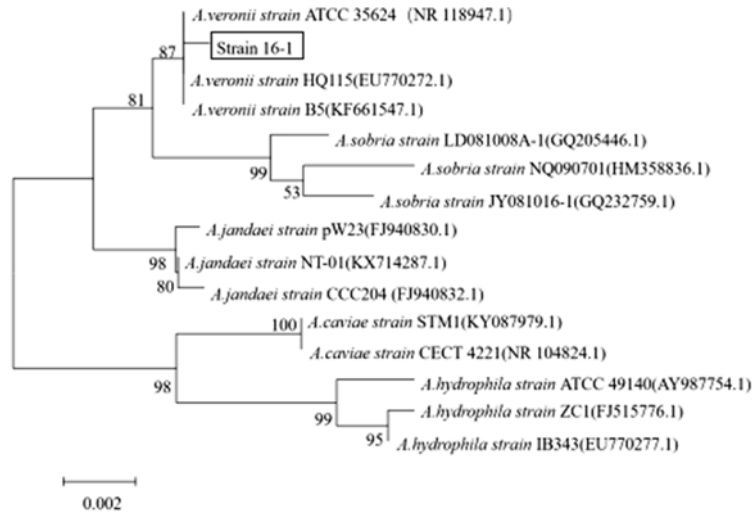 A.veronii strain ATCC 35624 (NR 118947.1)
87
Strain 16-1
A.veronii strain HQ115(EU770272.1)
81
A.veronii strain B5(KF661547.1)
A.sobria strain LD081008A-1(GQ205446.1)
99
A.sobria strain NQ090701(HM358836.1)
53
A.sobria strain JY081016-1(GQ232759.1)
A.jandaei strain pW23(FJ940830.1)
98
A.jandaei strain NT-01(KX714287.1)
80
A.jandaei strain CCC204 (FJ940832.1)
100
A.caviae strain STM1(KY087979.1)
A.caviae strain CECT 4221(NR 104824.1)
98
A.hydrophila strain ATCC 49140(AY987754.1)
99
A.hydrophila strain ZC1(FJ515776.1)
95
A.hydrophila strain IB343(EU770277.1)
0.002